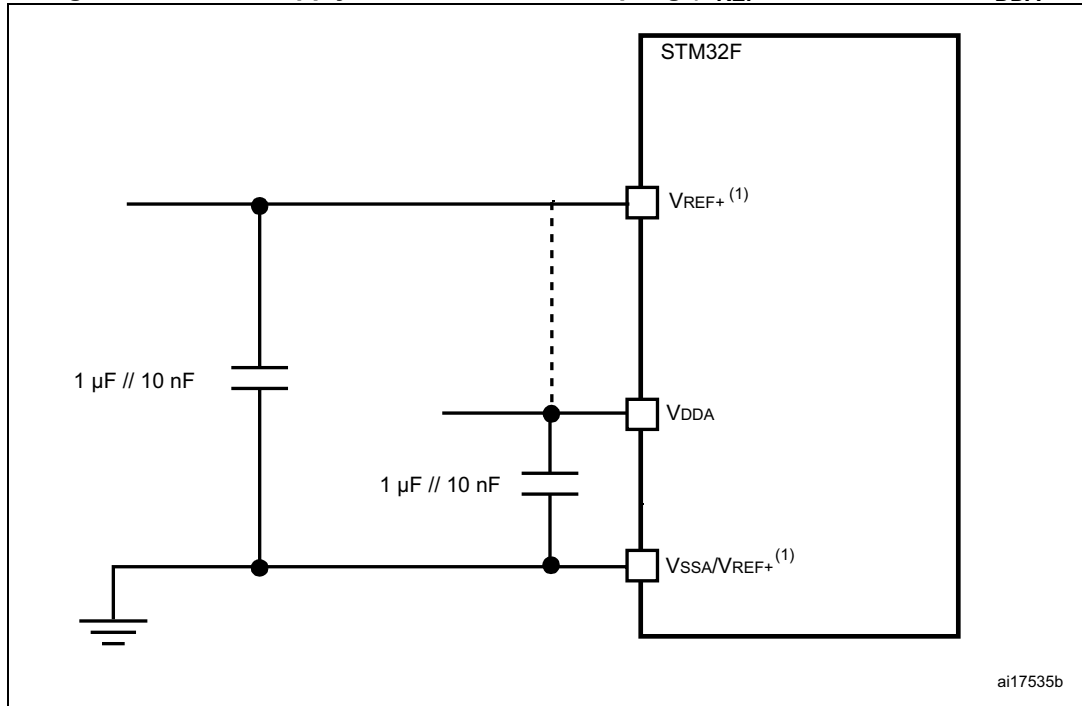 STM32F
VREF+ (1)
1 µF // 10 nF
VDDA
1 µF // 10 nF
VSSA/VREF+ (1)
ai17535b